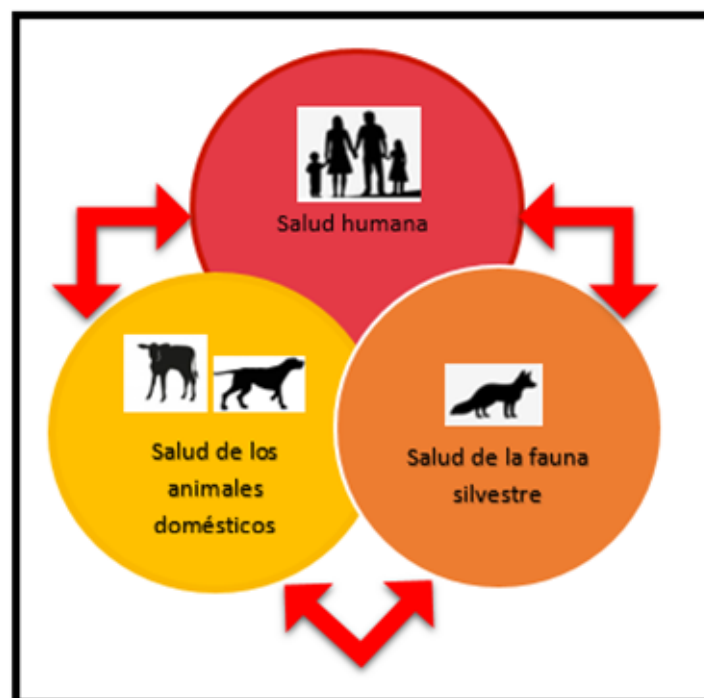 Salud humana
Salud de los
animales
domésticos
Salud de la fauna
silvestre